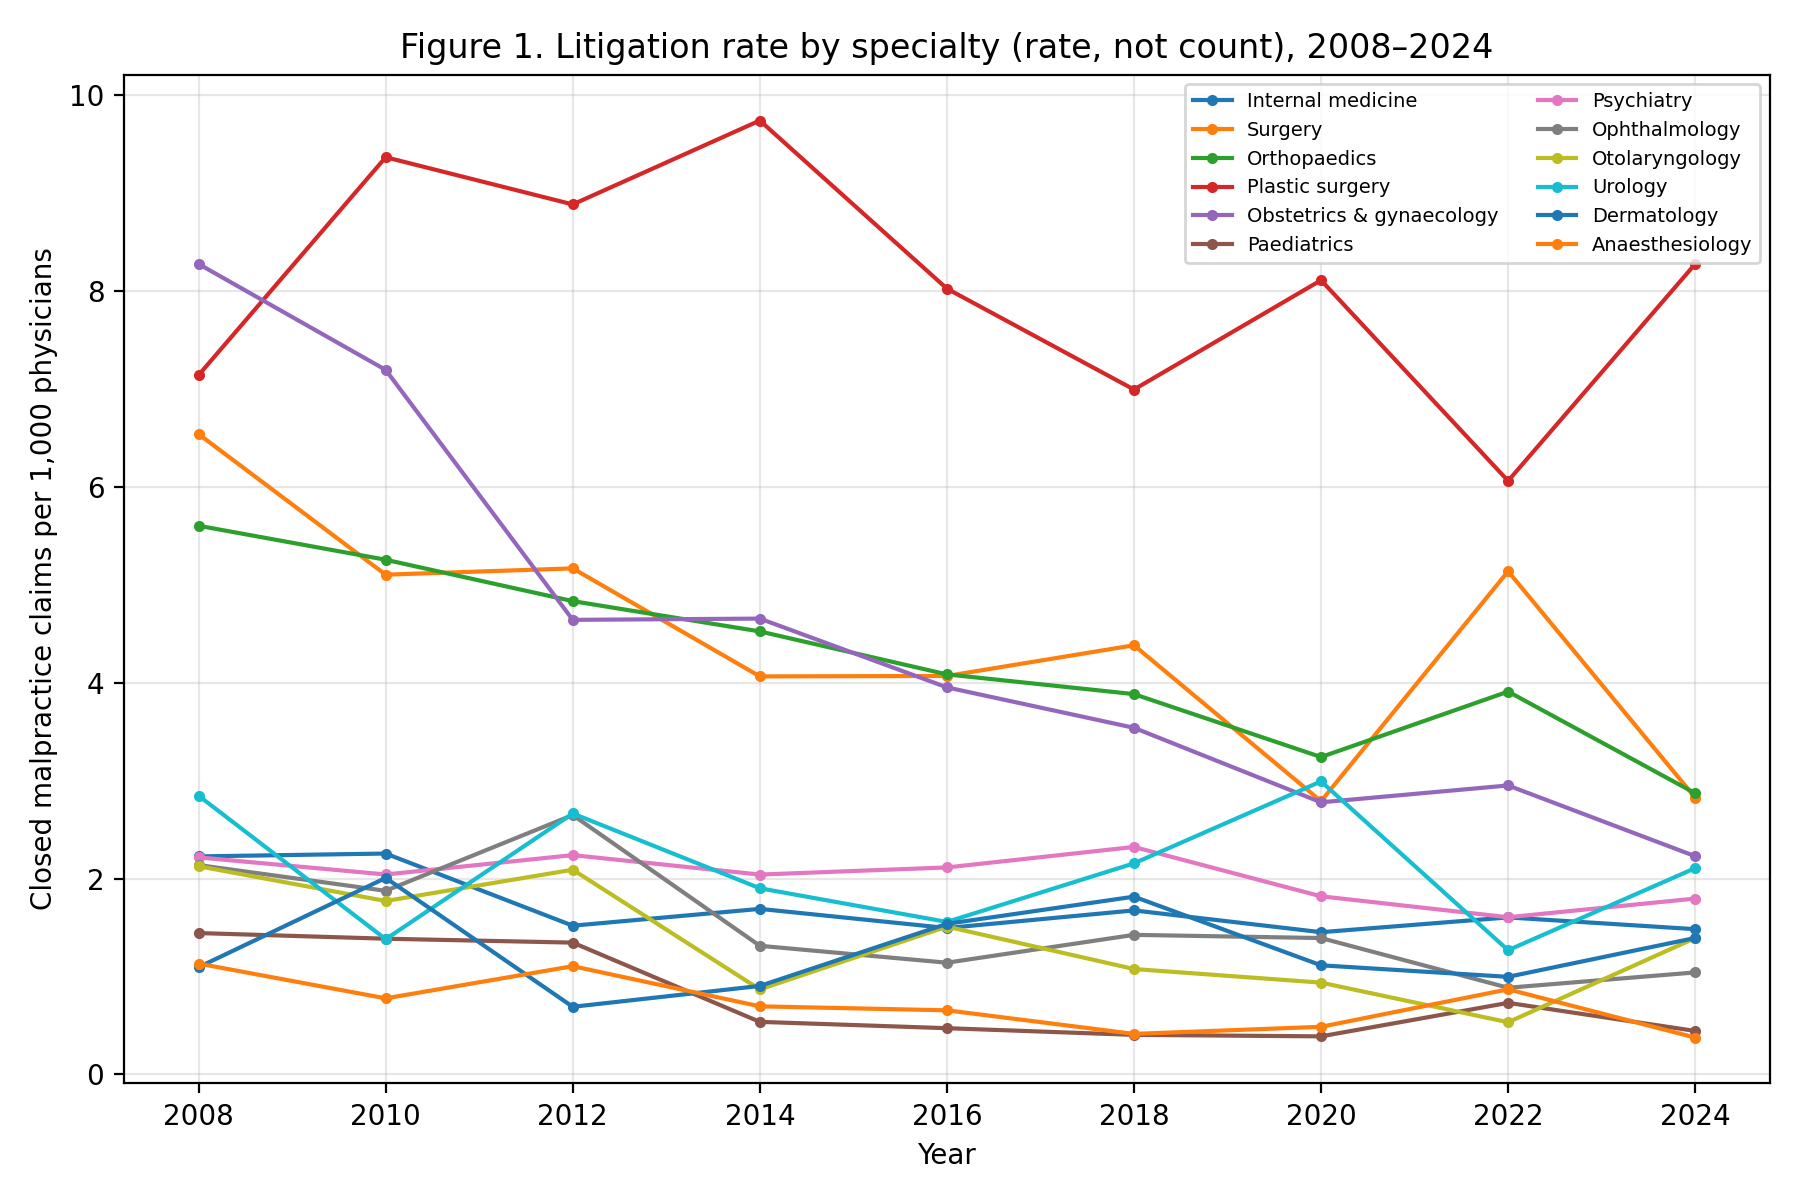 Figure 1. Litigation rate by specialty (rate, not count), 2008–2024
Closed malpractice claims per 1,000 physicians
10
8
6
4
2
0
Internal medicine
Surgery
Orthopaedics
Plastic surgery
Obstetrics & gynaecology
Paediatrics
Psychiatry
Ophthalmology
Otolaryngology
Urology
Dermatology
Anaesthesiology
2008 2010 2012 2014 2016 2018 2020 2022 2024
Year